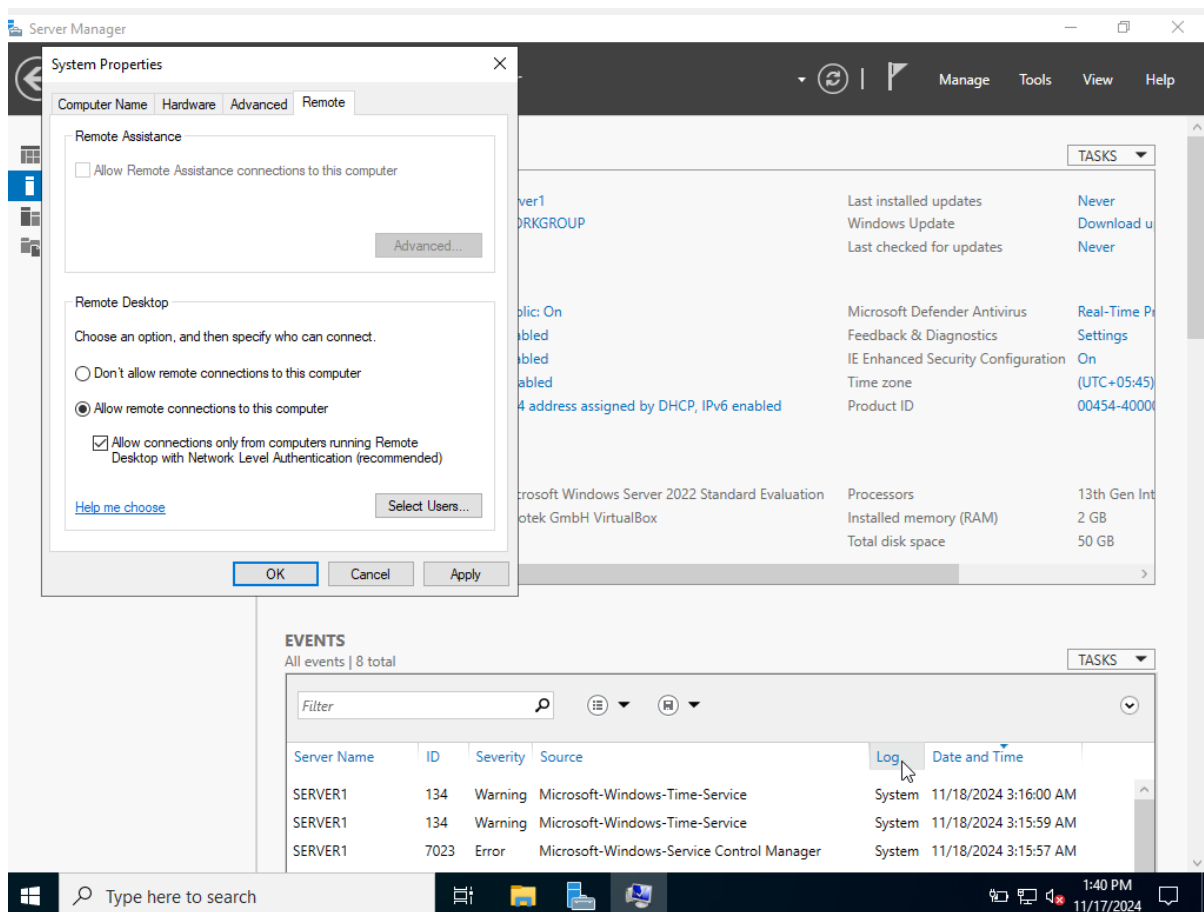 Server Manager
Manage Tools View Help
System Properties
Computer Name Hardware Advanced Remote
Remote Assistance
Allow Remote Assistance connections to this computer
Advanced...
Remote Desktop
Choose an option, and then specify who can connect.
Don't allow remote connections to this computer
Allow remote connections to this computer
Allow connections only from computers running Remote
Desktop with Network Level Authentication (recommended)
Help me choose Select Users...
OK Cancel Apply
TASKS
ver1 Last installed updates Never
ORKGROUP Windows Update Download u
Last checked for updates Never
blic: On Microsoft Defender Antivirus Real-Time Pr
abled Feedback & Diagnostics Settings
abled IE Enhanced Security Configuration On
abled Time zone (UTC+05:45)
4 address assigned by DHCP, IPv6 enabled Product ID 00454-40000
crosoft Windows Server 2022 Standard Evaluation Processors 13th Gen Int
otek GmbH VirtualBox Installed memory (RAM) 2 GB
Total disk space 50 GB
EVENTS
All events | 8 total TASKS
Filter
Server Name ID Severity Source Log Date and Time
SERVER1 134 Warning Microsoft-Windows-Time-Service System 11/18/2024 3:16:00 AM
SERVER1 134 Warning Microsoft-Windows-Time-Service System 11/18/2024 3:15:59 AM
SERVER1 7023 Error Microsoft-Windows-Service Control Manager System 11/18/2024 3:15:57 AM
Type here to search 1:40 PM
11/17/2024